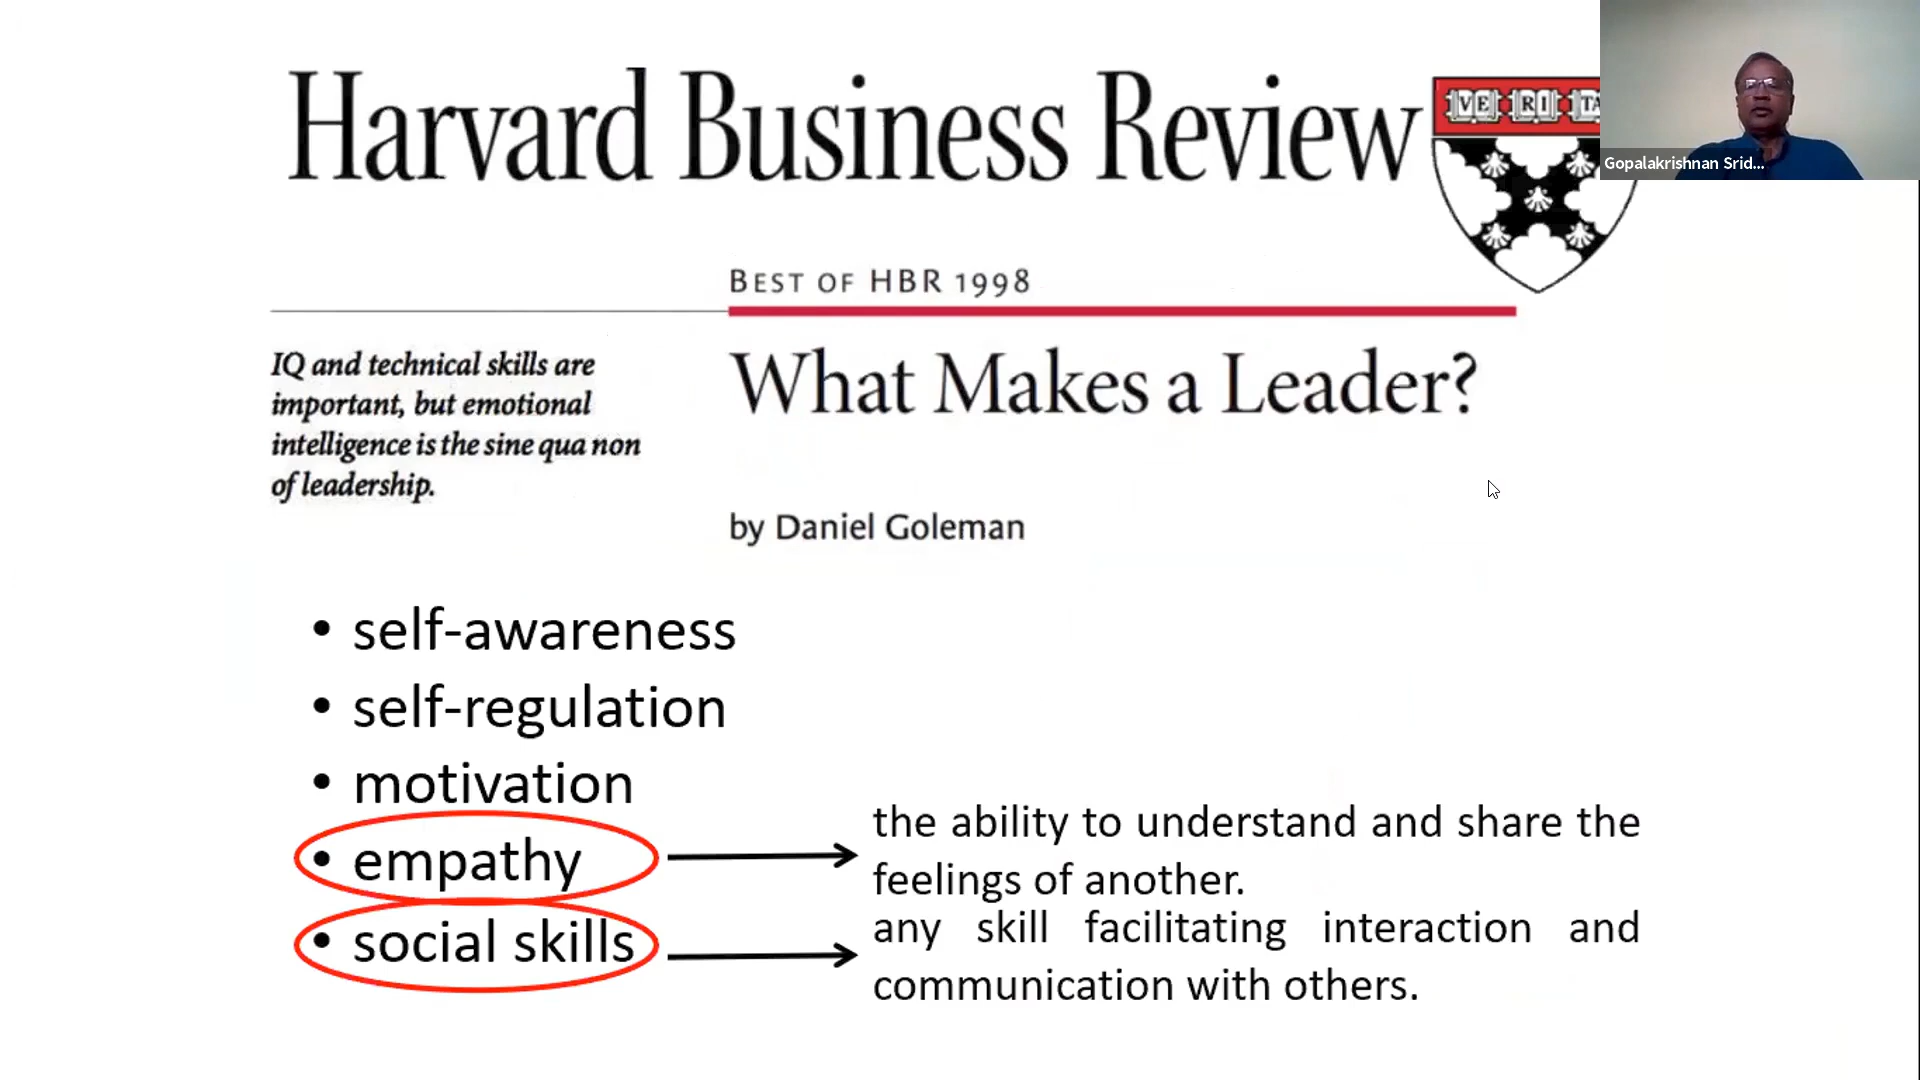 Harvard Business Review
VE RI TA
Gopalakrishnan Srid...
BEST OF HBR 1998
IQ and technical skills are
important, but emotional
intelligence is the sine qua non
of leadership.
What Makes a Leader?
by Daniel Goleman
• self-awareness
• self-regulation
• motivation
• empathy
the ability to understand and share the
feelings of another.
• social skills
any skill facilitating interaction and
communication with others.